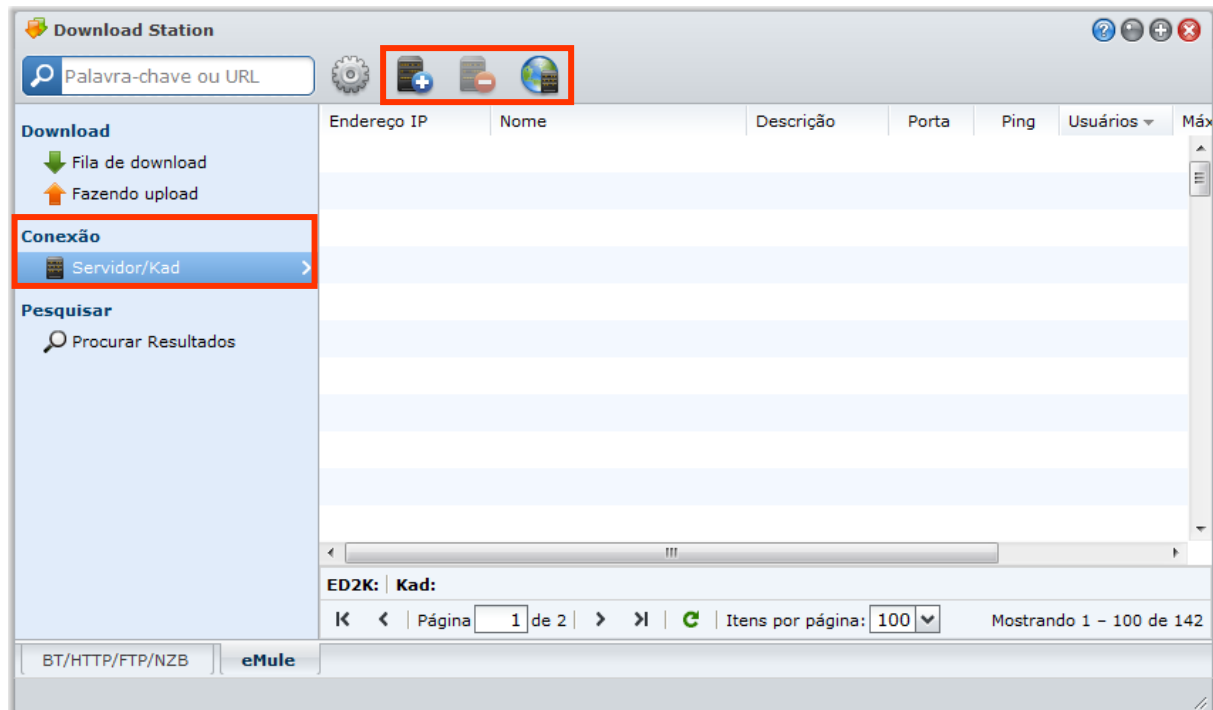 Download Station
Palavra-chave ou URL
Download
Fila de download
Fazendo upload
Conexão
Servidor/Kad
Pesquisar
Procurar Resultados
Endereço IP Nome Descrição Porta Ping Usuários Máx
ED2K: Kad:
Página 1 de 2 Itens por página: 100 Mostrando 1 – 100 de 142
BT/HTTP/FTP/NZB eMule